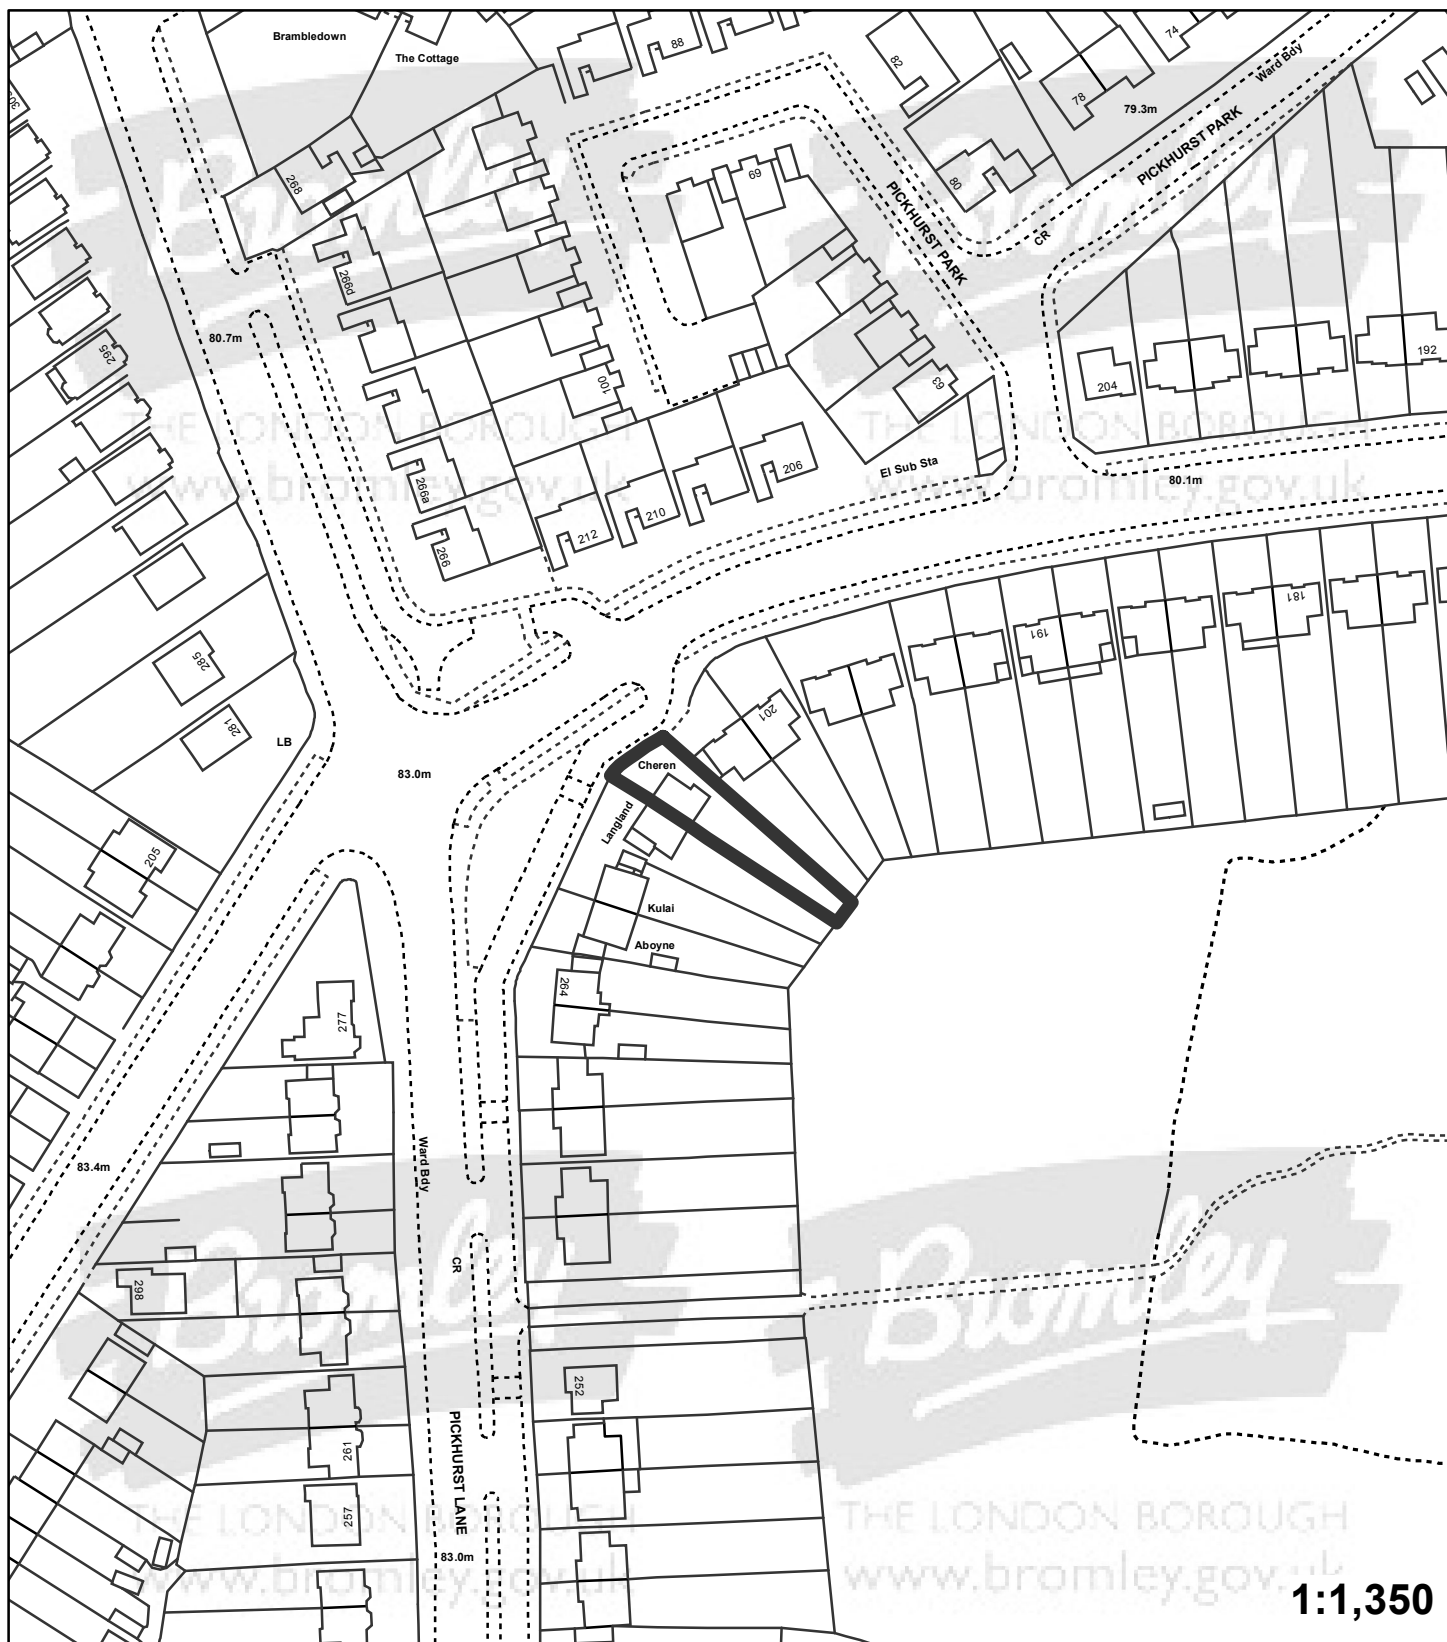 Brambledown
The Cottage
88
82
74
Ward Bdy
78
79.3m
PICKHURST PARK
268
69
80
PICKHURST PARK
CR
266d
80.7m
295
100
63
204
192
Bromley
THE LONDON BOROUGH
www.bromley.gov.uk
Bromley
THE LONDON BOROUGH
www.bromley.gov.uk
266a
206
El Sub Sta
80.1m
210
212
266
181
191
285
281
LB
201
83.0m
Cheren
Langland
205
Kulai
Aboyne
264
277
Ward Bdy
83.4m
CR
298
252
PICKHURST LANE
261
257
83.0m
Bromley
THE LONDON BOROUGH
www.bromley.gov.uk
Bromley
THE LONDON BOROUGH
www.bromley.gov.uk
1:1,350